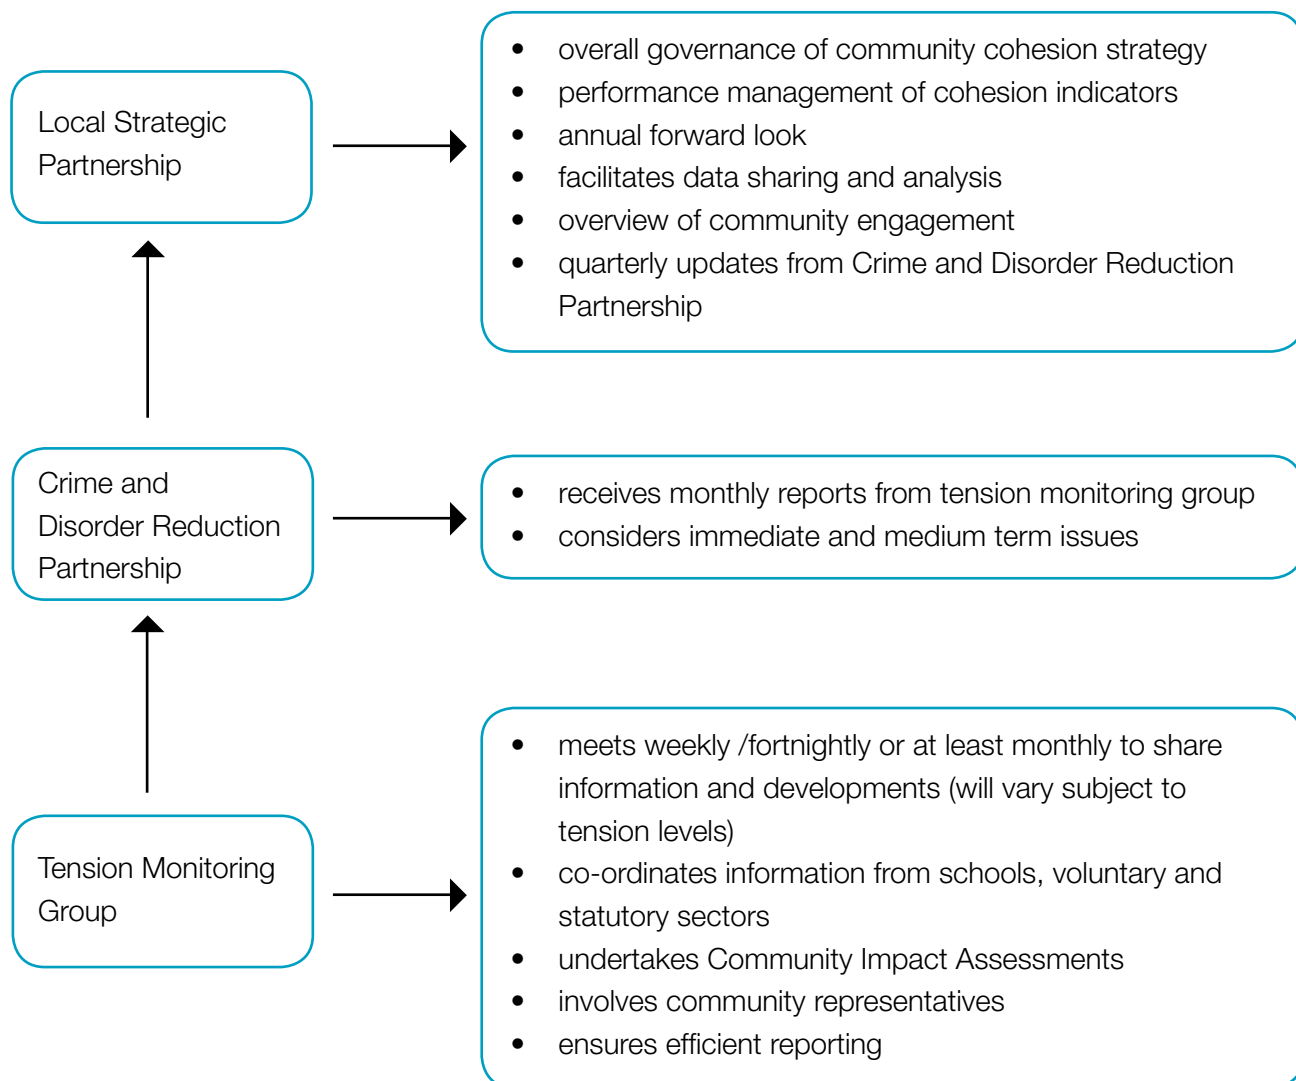 Local Strategic
Partnership
• overall governance of community cohesion strategy
• performance management of cohesion indicators
• annual forward look
• facilitates data sharing and analysis
• overview of community engagement
• quarterly updates from Crime and Disorder Reduction
Partnership
Crime and
Disorder Reduction
Partnership
• receives monthly reports from tension monitoring group
• considers immediate and medium term issues
Tension Monitoring
Group
• meets weekly /fortnightly or at least monthly to share
information and developments (will vary subject to
tension levels)
• co-ordinates information from schools, voluntary and
statutory sectors
• undertakes Community Impact Assessments
• involves community representatives
• ensures efficient reporting